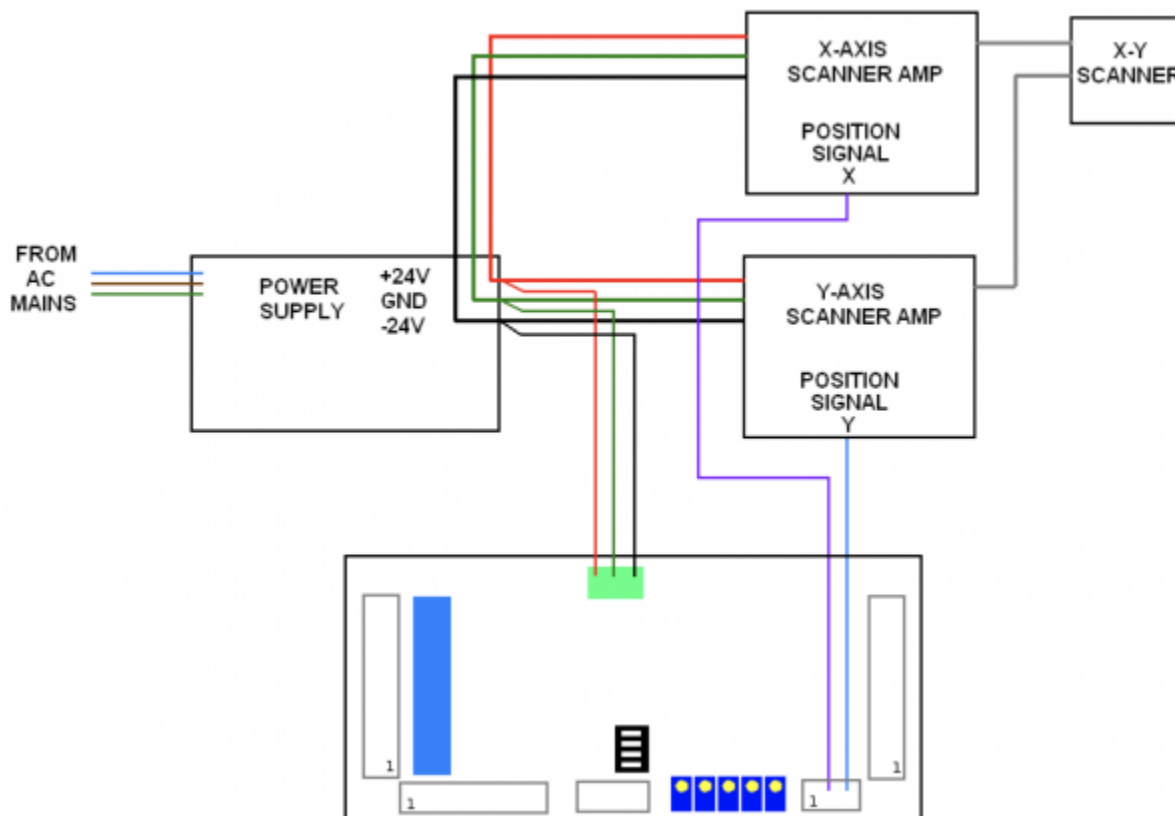 X-AXIS
SCANNER AMP
POSITION
SIGNAL
X
X-Y
SCANNER
FROM
AC
MAINS
POWER
SUPPLY
+24V
GND
-24V
Y-AXIS
SCANNER AMP
POSITION
SIGNAL
Y
1
1
1
1